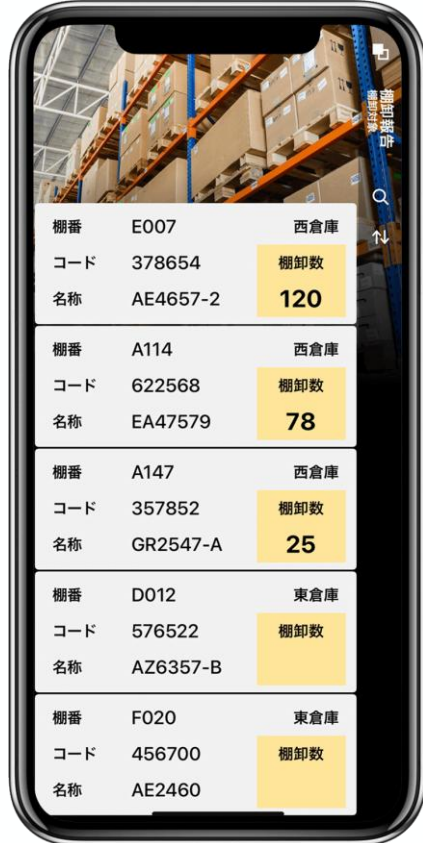 棚卸報告
棚卸対象
棚番 E007 西倉庫
コード 378654 棚卸数
名称 AE4657-2 120
棚番 A114 西倉庫
コード 622568 棚卸数
名称 EA47579 78
棚番 A147 西倉庫
コード 357852 棚卸数
名称 GR2547-A 25
棚番 D012 東倉庫
コード 576522 棚卸数
名称 AZ6357-B
棚番 F020 東倉庫
コード 456700 棚卸数
名称 AE2460